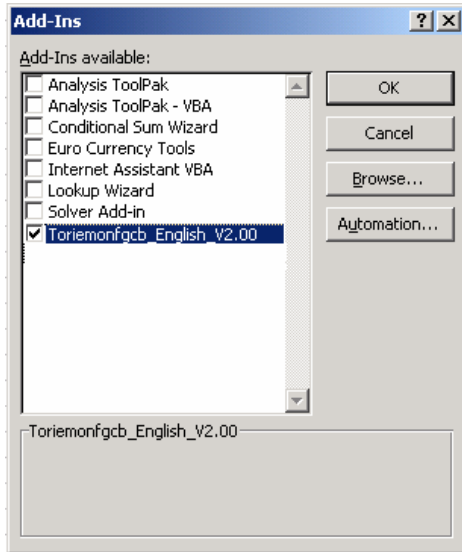 Add-Ins
Add-Ins available:
Analysis ToolPak
Analysis ToolPak - VBA
Conditional Sum Wizard
Euro Currency Tools
Internet Assistant VBA
Lookup Wizard
Solver Add-in
Toriemonfgcb_English_V2.00
OK
Cancel
Browse...
Automation...
Toriemonfgcb_English_V2.00